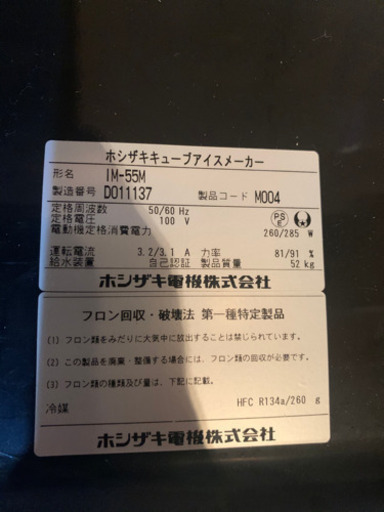 ホシザキキューブアイスメーカー
形名 IM-55M
製造番号 D011137 製品コード M004
定格周波数 50/60 Hz
定格電圧 100 V
PSE
電動機定格消費電力 260/285 W
運転電流 3.2/3.1 A 力率 81/91 %
給水装置 自己認証 製品質量 52 kg
ホシザキ電機株式会社
フロン回収・破壊法 第一種特定製品
(1) フロン類をみだりに大気中に放出することは禁じられています。
(2) この製品を廃棄・整備する場合には、フロン類の回収が必要です。
(3) フロン類の種類及び量は、下記に記載。
冷媒 HFC R134a/260 g
ホシザキ電機株式会社